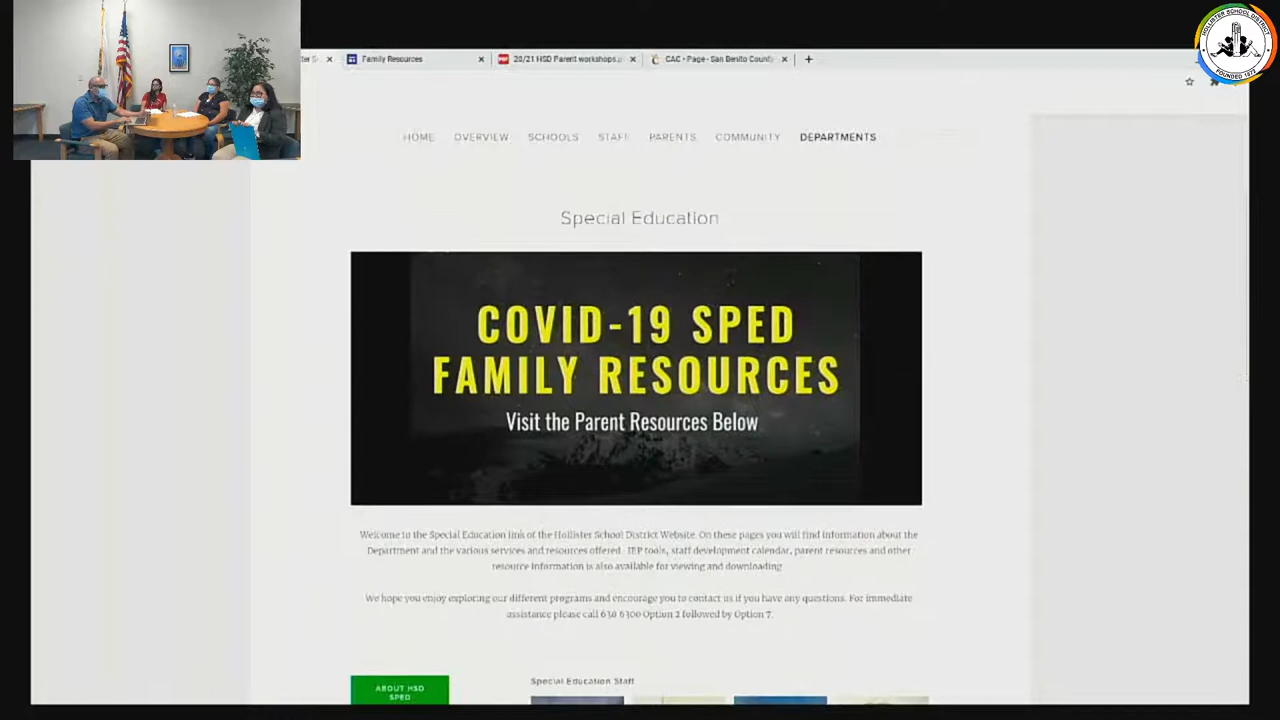 Family Resources
20/21 HSD Parent workshops.p
CAC • Page - San Benito County
HOLLISTER SCHOOL DISTRICT
FOUNDED 1872
HOME OVERVIEW SCHOOLS STAFF PARENTS COMMUNITY DEPARTMENTS
Special Education
COVID-19 SPED
FAMILY RESOURCES
Visit the Parent Resources Below
Welcome to the Special Education link of the Hollister School District Website. On these pages you will find information about the
Department and the various services and resources offered. IEP tools, staff development calendar, parent resources and other
resource information is also available for viewing and downloading.
We hope you enjoy exploring our different programs and encourage you to contact us if you have any questions. For immediate
assistance please call 630 6300 Option 2 followed by Option 7.
ABOUT HSD
SPED
Special Education Staff